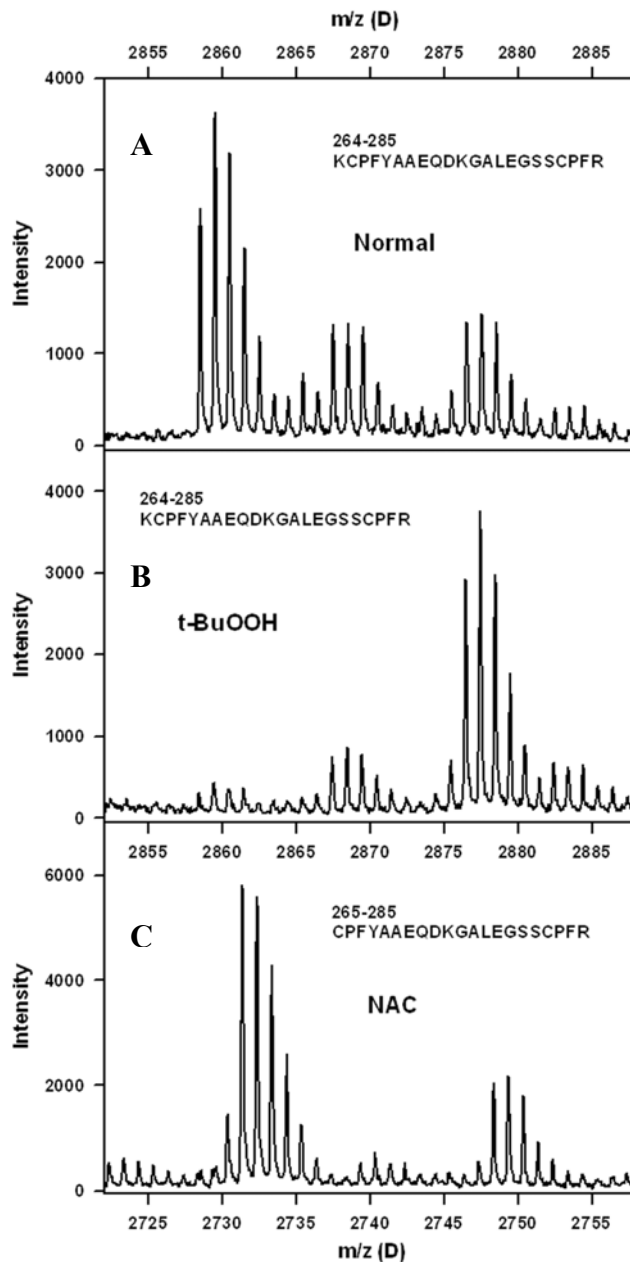 m/z (D)
2855 2860 2865 2870 2875 2880 2885
4000
3000
2000
1000
0
Intensity
A
264-285
KCPFYAAEQDKGALEGSSCPFR
Normal
4000
3000
2000
1000
0
Intensity
264-285
KCPFYAAEQDKGALEGSSCPFR
B
t-BuOOH
2855 2860 2865 2870 2875 2880 2885
6000
4000
2000
0
Intensity
C
265-285
CPFYAAEQDKGALEGSSCPFR
NAC
2725 2730 2735 2740 2745 2750 2755
m/z (D)